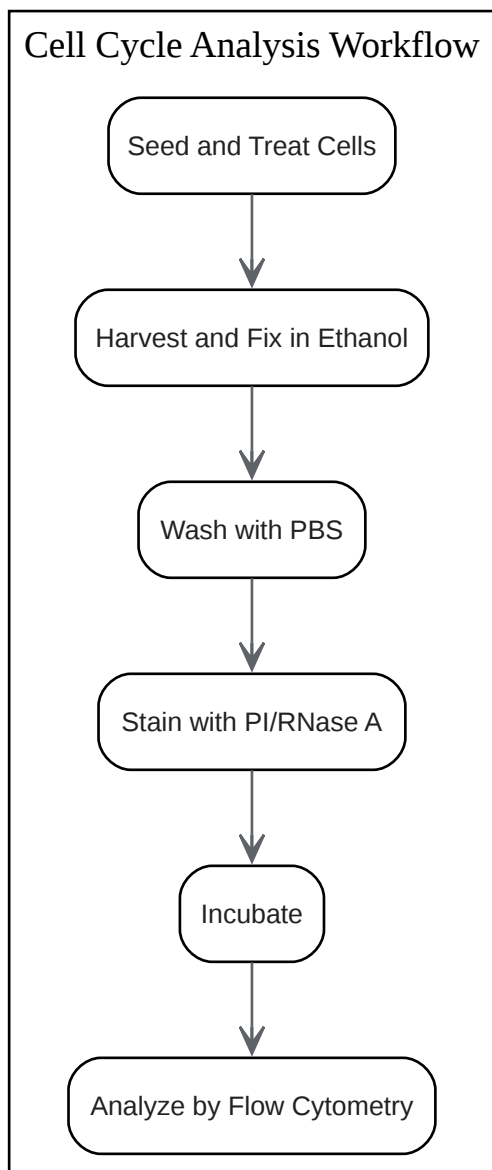 Cell Cycle Analysis Workflow
Seed and Treat Cells
Harvest and Fix in Ethanol
Wash with PBS
Stain with PI/RNase A
Incubate
Analyze by Flow Cytometry